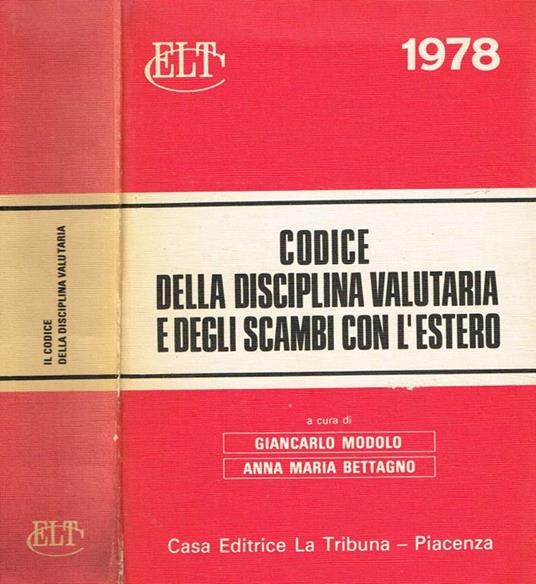 ELT
1978
CODICE
DELLA DISCIPLINA VALUTARIA
E DEGLI SCAMBI CON L'ESTERO
a cura di
GIANCARLO MODOLO
ANNA MARIA BETTAGNO
Casa Editrice La Tribuna – Piacenza
IL CODICE
DELLA DISCIPLINA VALUTARIA
ELT